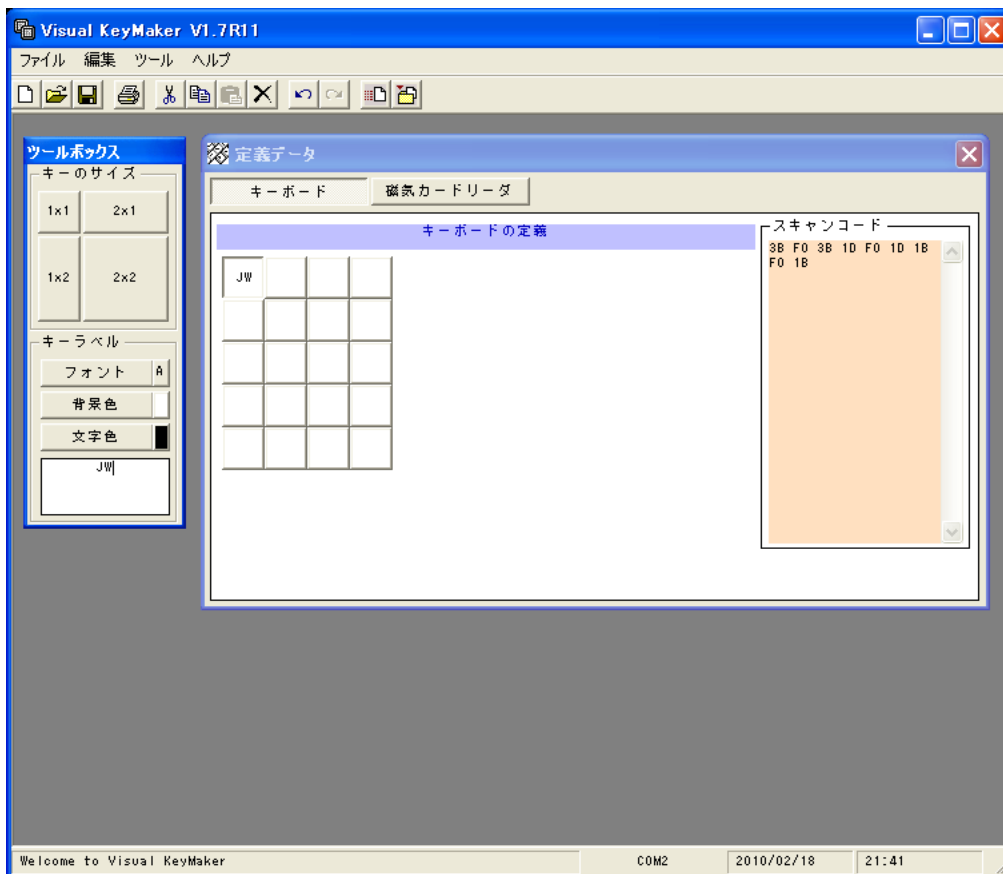 Visual KeyMaker V1.7R11
ファイル 編集 ツール ヘルプ
ツールボックス
キーのサイズ
1x1 2x1
1x2 2x2
キーラベル
フォント A
背景色
文字色
JW
定義データ
キーボード 磁気カードリーダ
キーボードの定義
JW
スキャンコード
3B F0 3B 1D F0 1D 1B
F0 1B
Welcome to Visual KeyMaker COM2 2010/02/18 21:41